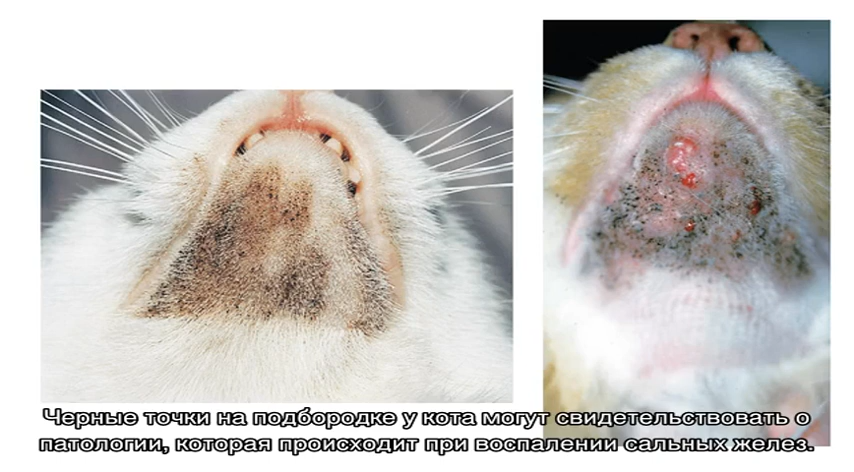 Черные точки на подбородке у кота могут свидетельствовать о
патологии, которая происходит при воспалении сальных желез.